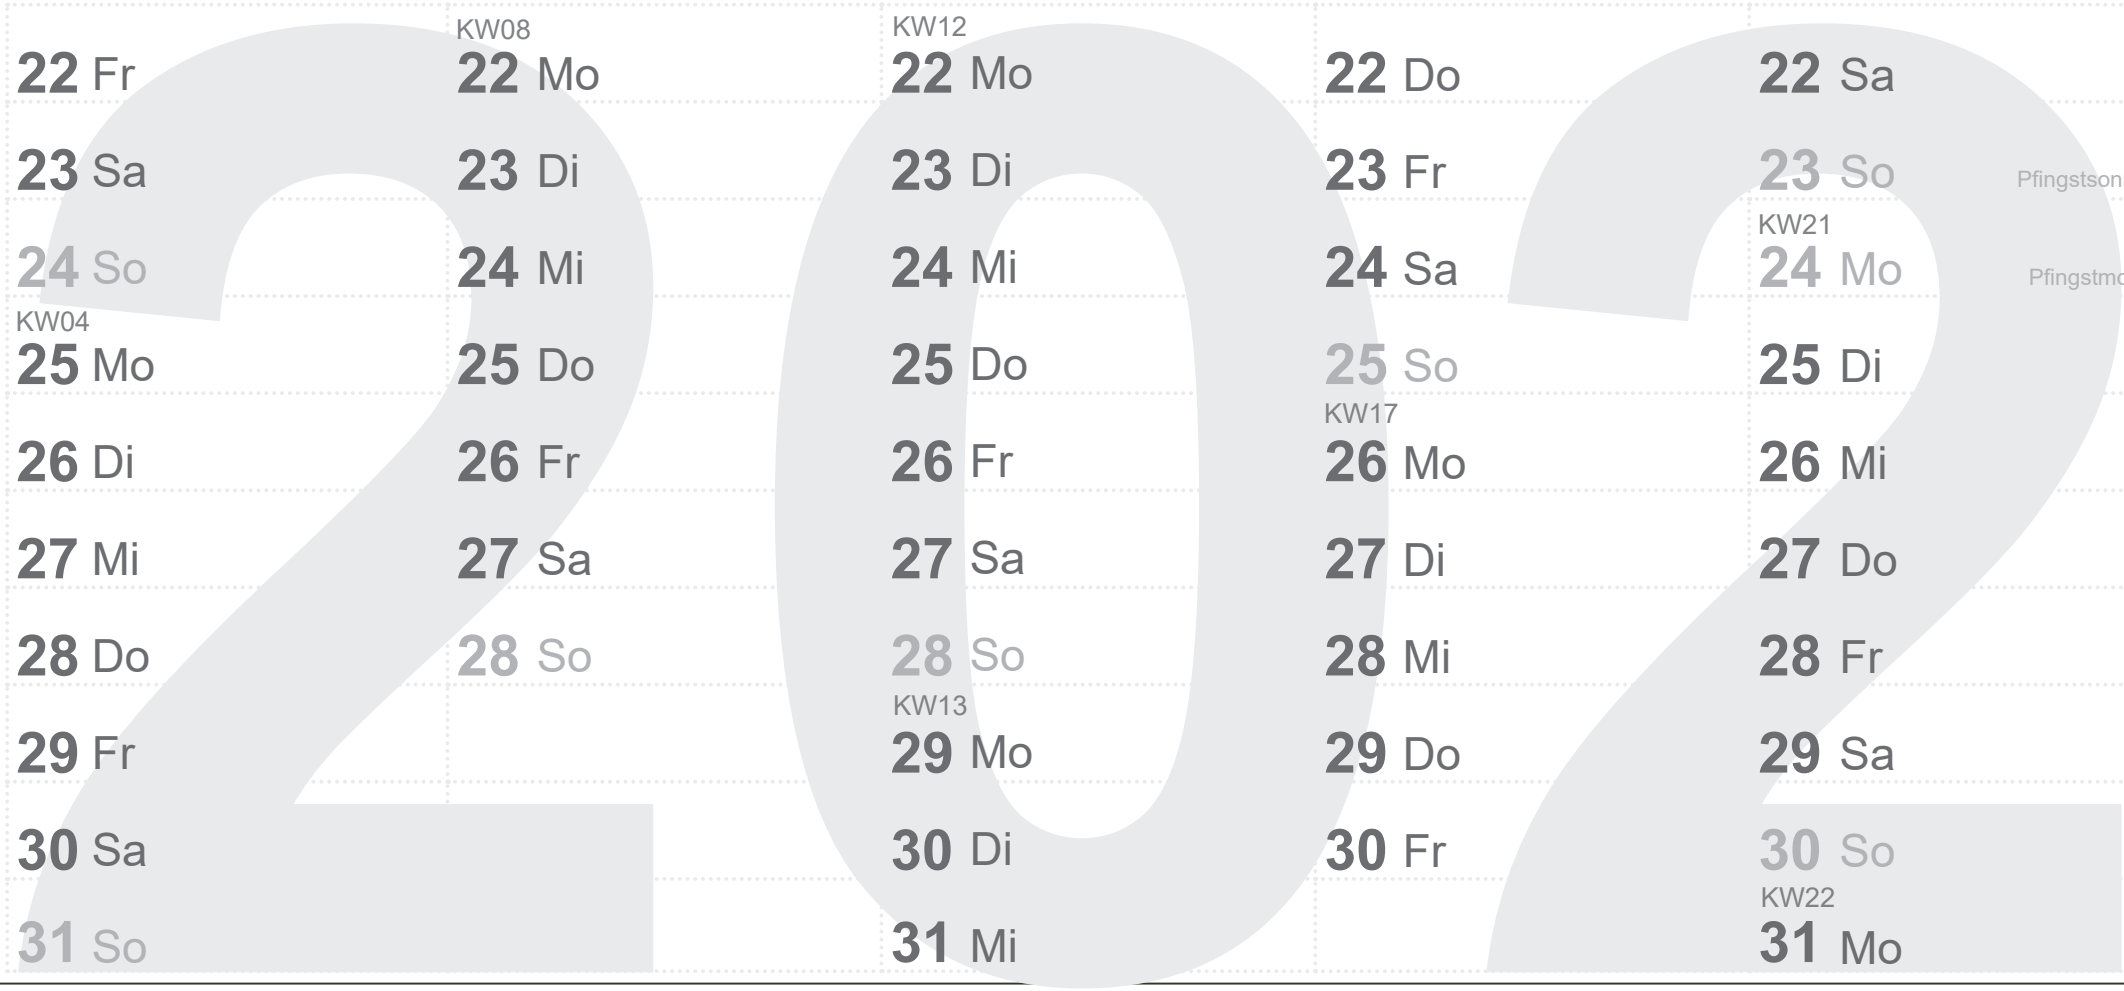 KW08 KW12
22 Fr 22 Mo 22 Mo 22 Do 22 Sa
23 Sa 23 Di 23 Di 23 Fr 23 So Pfingstson
KW21
24 So 24 Mi 24 Mi 24 Sa 24 Mo Pfingstmo
KW04
25 Mo 25 Do 25 Do 25 So 25 Di
KW17
26 Di 26 Fr 26 Fr 26 Mo 26 Mi
27 Mi 27 Sa 27 Sa 27 Di 27 Do
28 Do 28 So 28 So 28 Mi 28 Fr
KW13
29 Fr 29 Mo 29 Do 29 Sa
30 Sa 30 Di 30 Fr 30 So
KW22
31 So 31 Mi 31 Mo
202